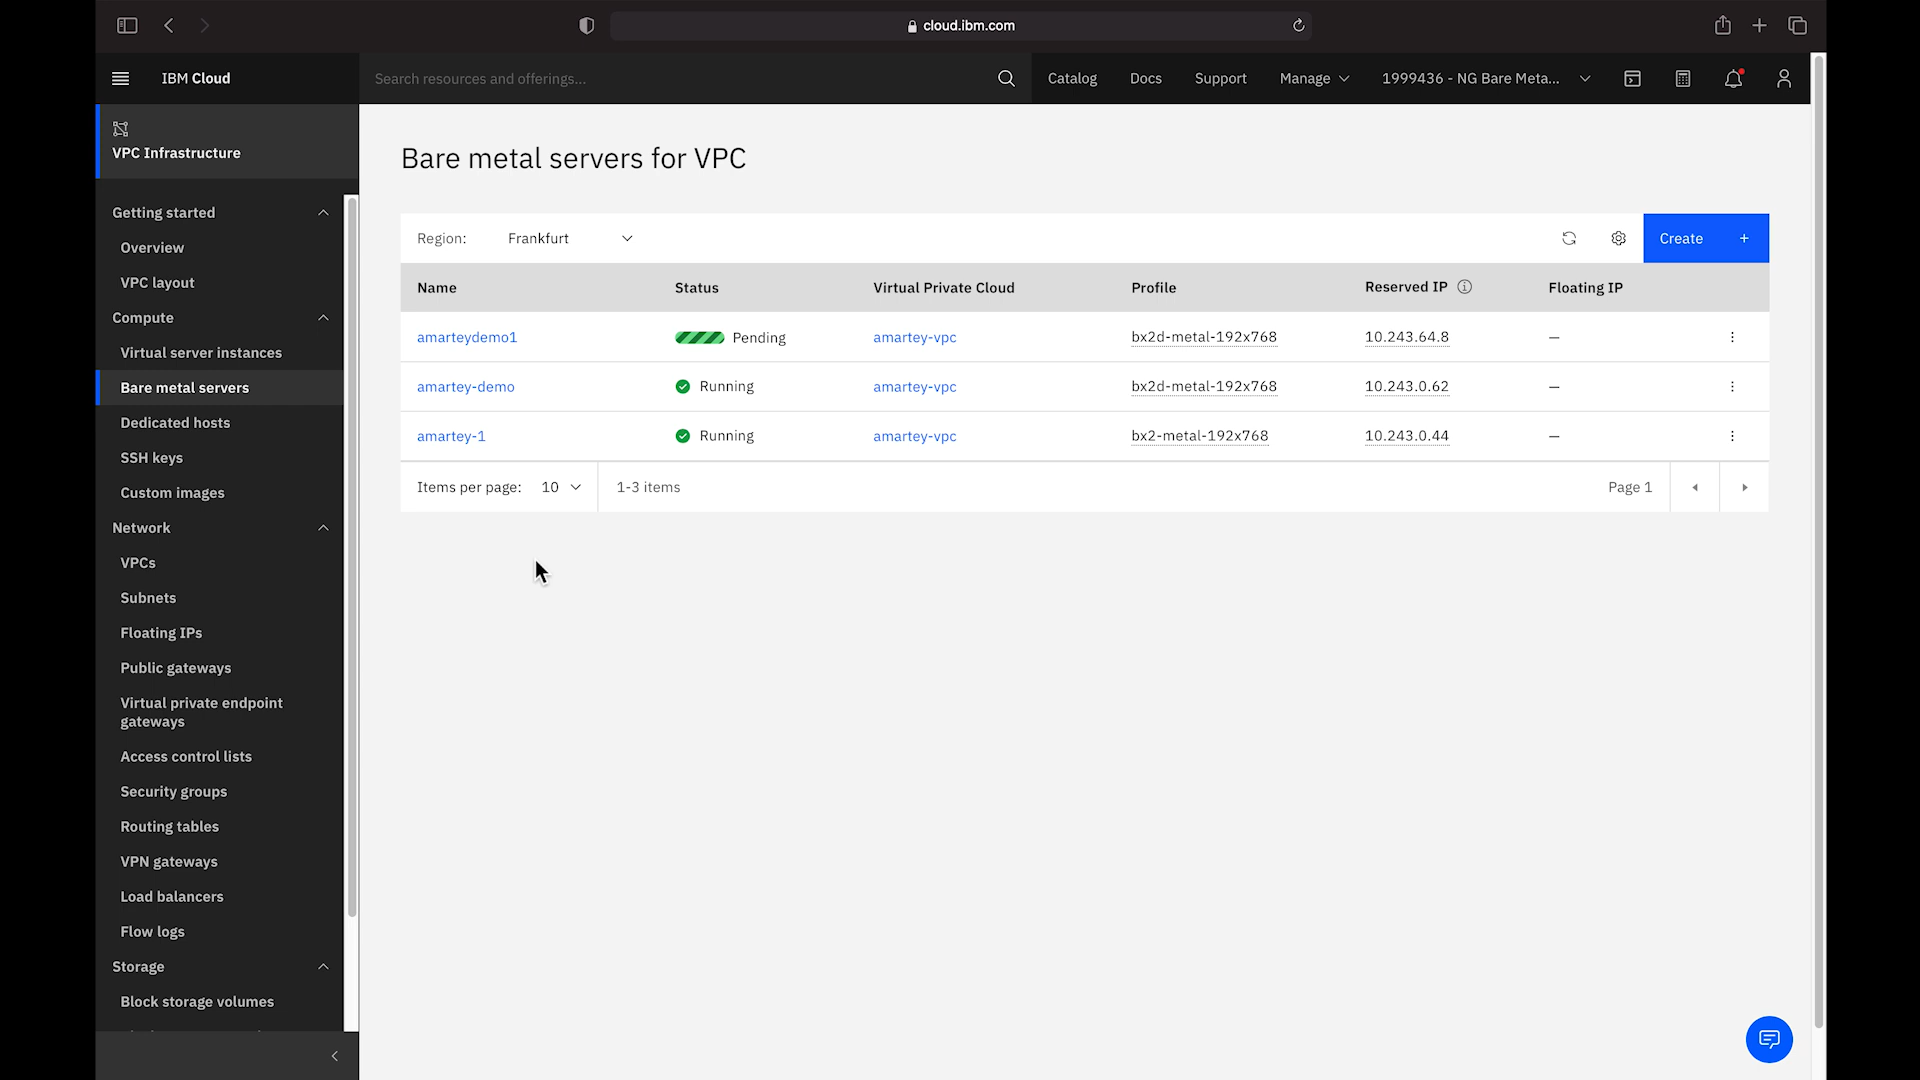 cloud.ibm.com
IBM Cloud
Search resources and offerings...
Catalog
Docs
Support
Manage
1999436 - NG Bare Meta...
VPC Infrastructure
Getting started
Overview
VPC layout
Compute
Virtual server instances
Bare metal servers
Dedicated hosts
SSH keys
Custom images
Network
VPCs
Subnets
Floating IPs
Public gateways
Virtual private endpoint
gateways
Access control lists
Security groups
Routing tables
VPN gateways
Load balancers
Flow logs
Storage
Block storage volumes
Bare metal servers for VPC
Region: Frankfurt
Create +
Name Status Virtual Private Cloud Profile Reserved IP Floating IP
amarteydemo1 Pending amartey-vpc bx2d-metal-192x768 10.243.64.8 —
amartey-demo Running amartey-vpc bx2d-metal-192x768 10.243.0.62 —
amartey-1 Running amartey-vpc bx2-metal-192x768 10.243.0.44 —
Items per page: 10 1-3 items Page 1